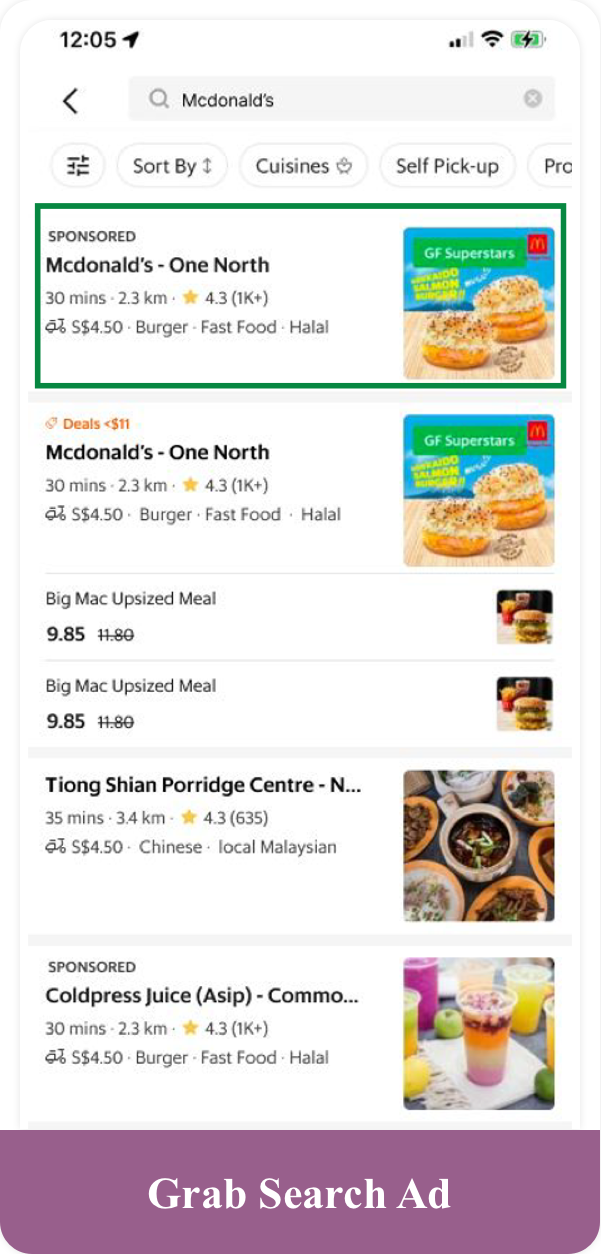 12:05
Mcdonald's
Sort By
Cuisines
Self Pick-up
Pro
SPONSORED
Mcdonald's - One North
30 mins · 2.3 km · 4.3 (1K+)
S$4.50 · Burger · Fast Food · Halal
GF Superstars
HOKKAIDO
SALMON
BURGER!!
Deals <$11
Mcdonald's - One North
30 mins · 2.3 km · 4.3 (1K+)
S$4.50 · Burger · Fast Food · Halal
GF Superstars
HOKKAIDO
SALMON
BURGER!!
Big Mac Upsized Meal
9.85 11.80
Big Mac Upsized Meal
9.85 11.80
Tiong Shian Porridge Centre - N...
35 mins · 3.4 km · 4.3 (635)
S$4.50 · Chinese · local Malaysian
SPONSORED
Coldpress Juice (Asip) - Commo...
30 mins · 2.3 km · 4.3 (1K+)
S$4.50 · Burger · Fast Food · Halal
Grab Search Ad